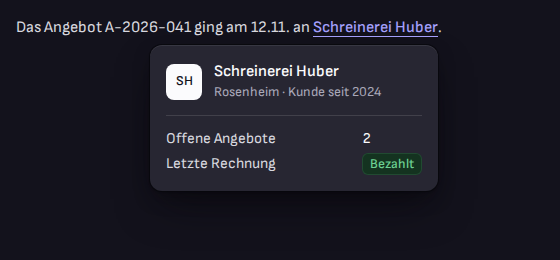 Das Angebot A-2026-041 ging am 12.11. an Schreinerei Huber.
SH
Schreinerei Huber
Rosenheim · Kunde seit 2024
Offene Angebote 2
Letzte Rechnung Bezahlt